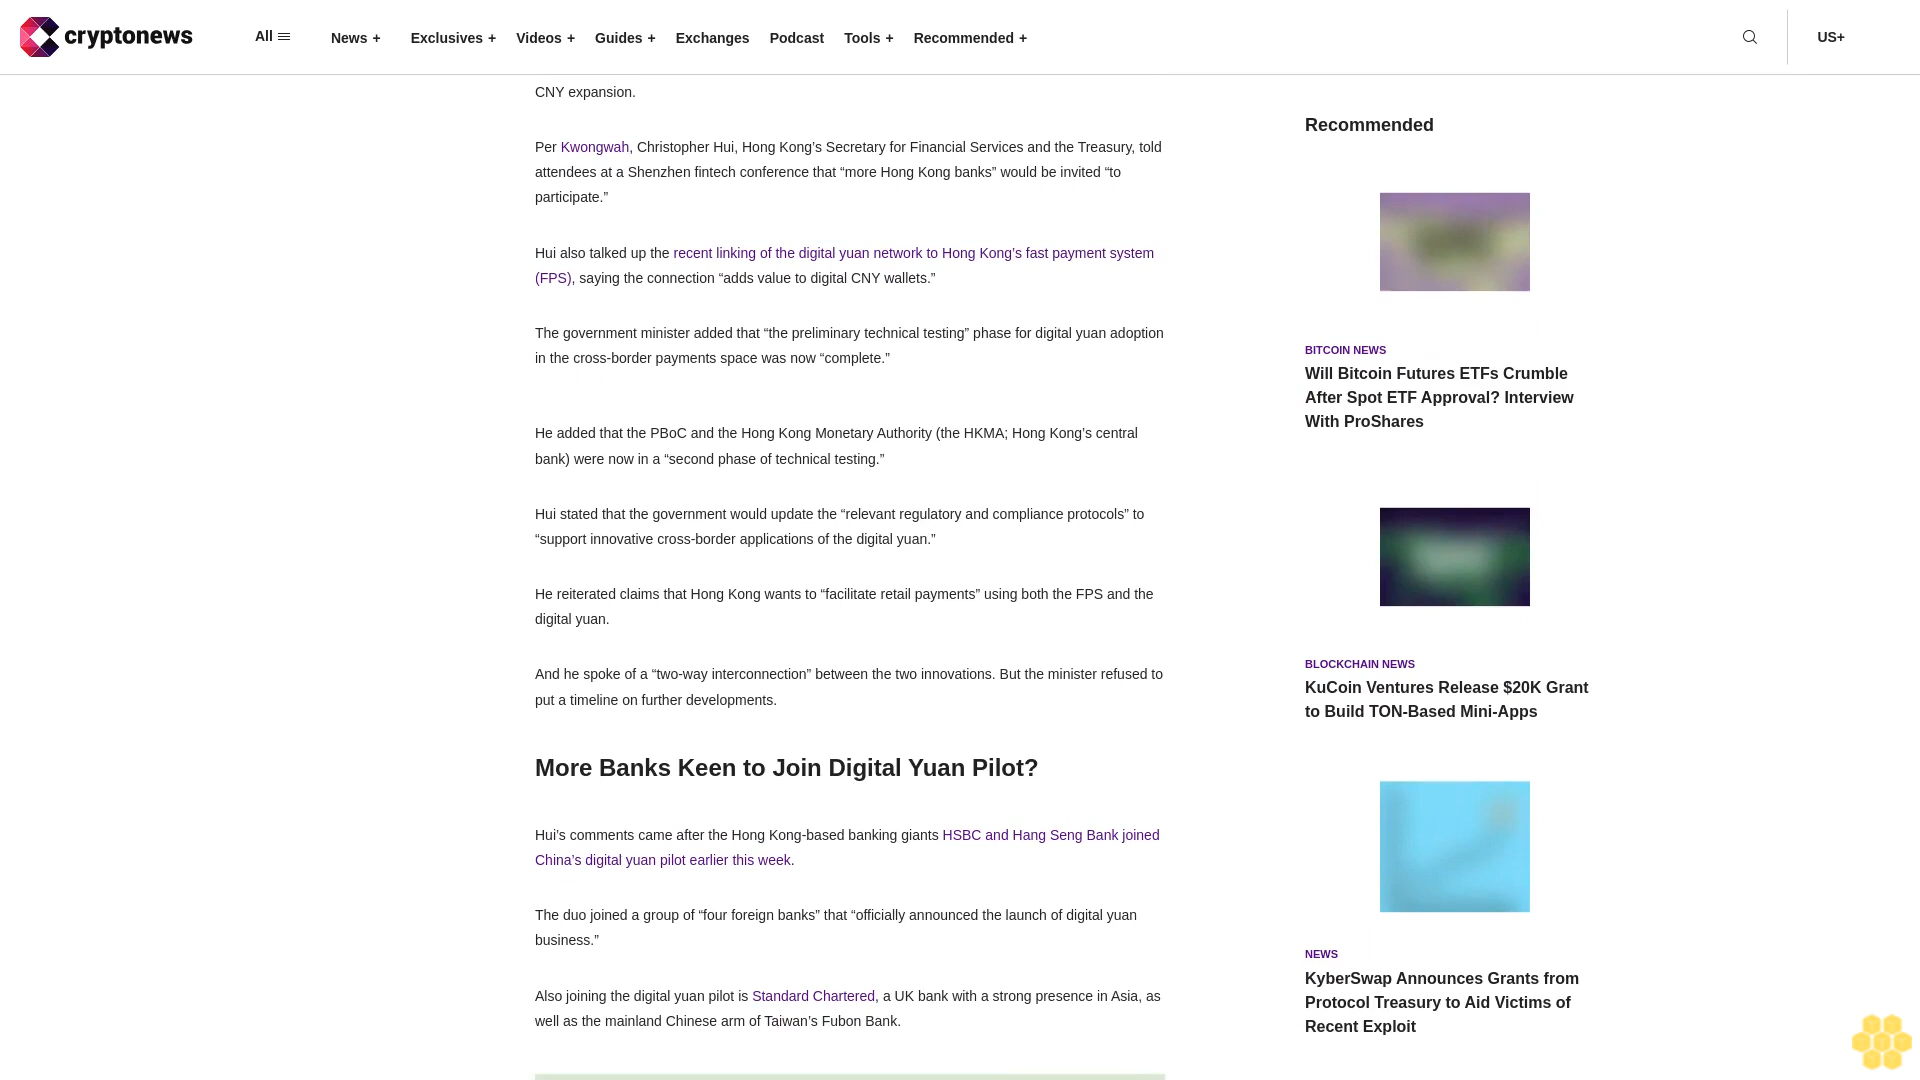 cryptonews
All
News +
Exclusives +
Videos +
Guides +
Exchanges
Podcast
Tools +
Recommended +
US+
CNY expansion.
Per Kwongwah, Christopher Hui, Hong Kong’s Secretary for Financial Services and the Treasury, told
attendees at a Shenzhen fintech conference that “more Hong Kong banks” would be invited “to
participate.”
Hui also talked up the recent linking of the digital yuan network to Hong Kong’s fast payment system
(FPS), saying the connection “adds value to digital CNY wallets.”
The government minister added that “the preliminary technical testing” phase for digital yuan adoption
in the cross-border payments space was now “complete.”
He added that the PBoC and the Hong Kong Monetary Authority (the HKMA; Hong Kong’s central
bank) were now in a “second phase of technical testing.”
Hui stated that the government would update the “relevant regulatory and compliance protocols” to
“support innovative cross-border applications of the digital yuan.”
He reiterated claims that Hong Kong wants to “facilitate retail payments” using both the FPS and the
digital yuan.
And he spoke of a “two-way interconnection” between the two innovations. But the minister refused to
put a timeline on further developments.
More Banks Keen to Join Digital Yuan Pilot?
Hui’s comments came after the Hong Kong-based banking giants HSBC and Hang Seng Bank joined
China’s digital yuan pilot earlier this week.
The duo joined a group of “four foreign banks” that “officially announced the launch of digital yuan
business.”
Also joining the digital yuan pilot is Standard Chartered, a UK bank with a strong presence in Asia, as
well as the mainland Chinese arm of Taiwan’s Fubon Bank.
Recommended
BITCOIN NEWS
Will Bitcoin Futures ETFs Crumble
After Spot ETF Approval? Interview
With ProShares
BLOCKCHAIN NEWS
KuCoin Ventures Release $20K Grant
to Build TON-Based Mini-Apps
NEWS
KyberSwap Announces Grants from
Protocol Treasury to Aid Victims of
Recent Exploit